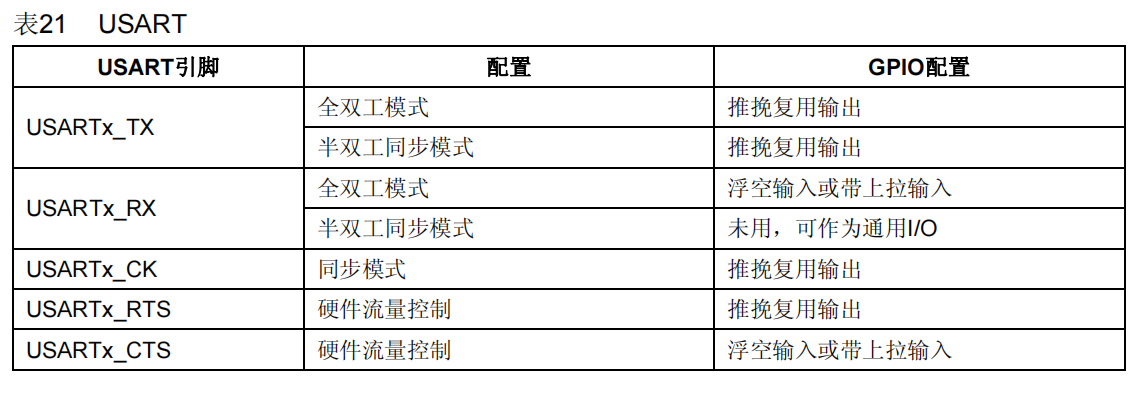 表21 USART
USART引脚 配置 GPIO配置
USARTx_TX 全双工模式 推挽复用输出
半双工同步模式 推挽复用输出
USARTx_RX 全双工模式 浮空输入或带上拉输入
半双工同步模式 未用，可作为通用I/O
USARTx_CK 同步模式 推挽复用输出
USARTx_RTS 硬件流量控制 推挽复用输出
USARTx_CTS 硬件流量控制 浮空输入或带上拉输入